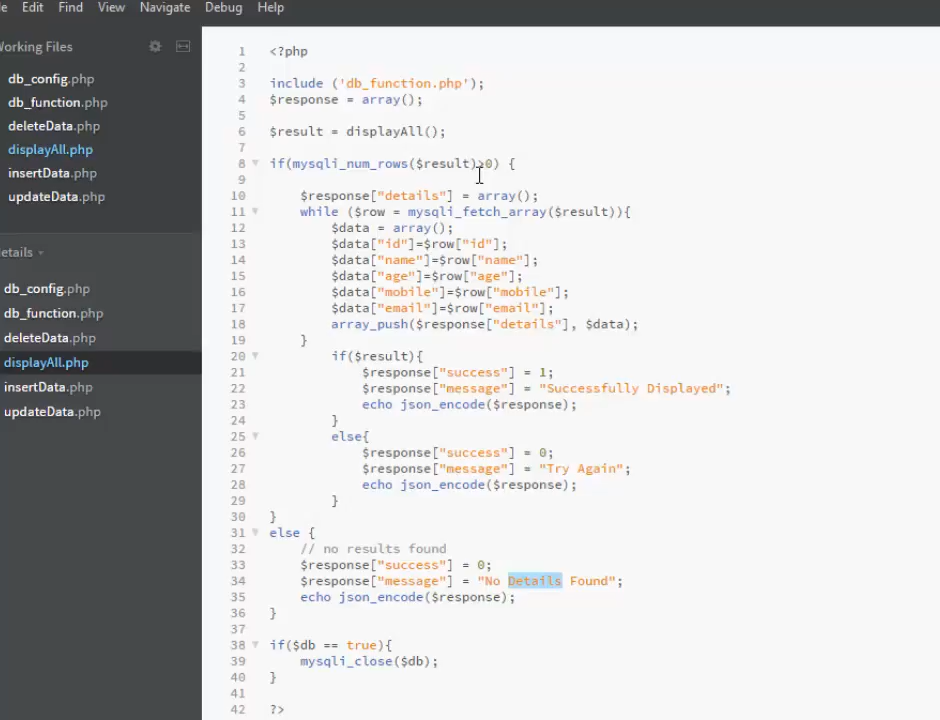 Edit Find View Navigate Debug Help
Working Files
db_config.php
db_function.php
deleteData.php
displayAll.php
insertData.php
updateData.php
etails
db_config.php
db_function.php
deleteData.php
displayAll.php
insertData.php
updateData.php
1 <?php
2
3 include ('db_function.php');
4 $response = array();
5
6 $result = displayAll();
7
8 if(mysqli_num_rows($result)>0) {
9
10 $response["details"] = array();
11 while ($row = mysqli_fetch_array($result)){
12 $data = array();
13 $data["id"]=$row["id"];
14 $data["name"]=$row["name"];
15 $data["age"]=$row["age"];
16 $data["mobile"]=$row["mobile"];
17 $data["email"]=$row["email"];
18 array_push($response["details"], $data);
19 }
20 if($result){
21 $response["success"] = 1;
22 $response["message"] = "Successfully Displayed";
23 echo json_encode($response);
24 }
25 else{
26 $response["success"] = 0;
27 $response["message"] = "Try Again";
28 echo json_encode($response);
29 }
30 }
31 else {
32 // no results found
33 $response["success"] = 0;
34 $response["message"] = "No Details Found";
35 echo json_encode($response);
36 }
37
38 if($db == true){
39 mysqli_close($db);
40 }
41
42 ?>